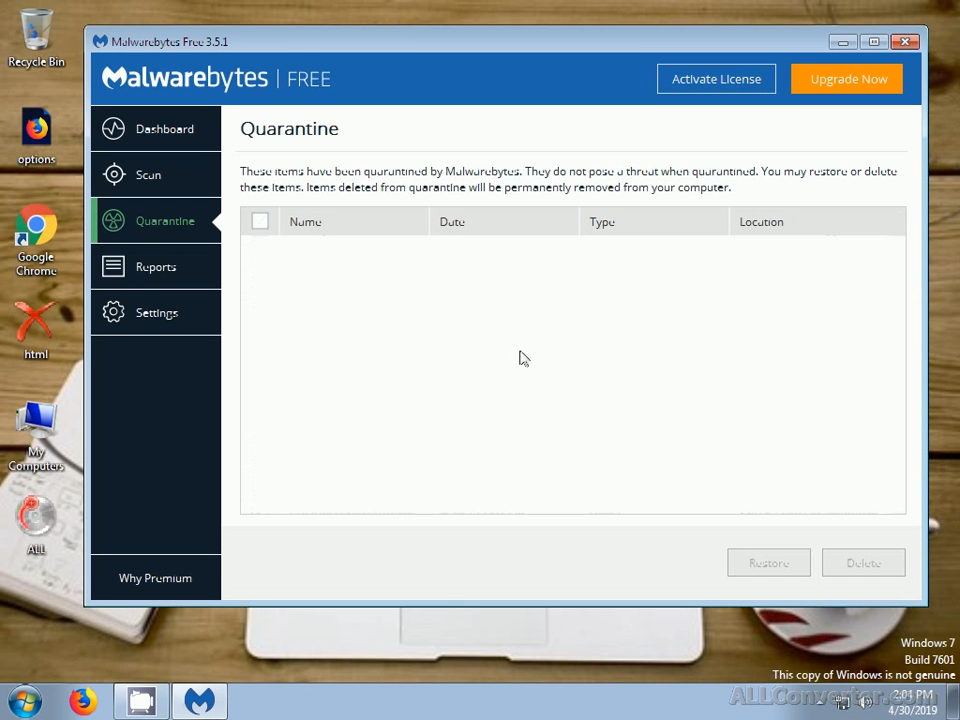 Recycle Bin
options
Google
Chrome
html
My
Computers
ALL
Malwarebytes Free 3.5.1
Malwarebytes | FREE
Activate License
Upgrade Now
Dashboard
Scan
Quarantine
Reports
Settings
Why Premium
Quarantine
These items have been quarantined by Malwarebytes. They do not pose a threat when quarantined. You may restore or delete
these items. Items deleted from quarantine will be permanently removed from your computer.
Name
Date
Type
Location
Restore
Delete
Windows 7
Build 7601
This copy of Windows is not genuine
ALLConverter.com
2:04 PM
4/30/2019